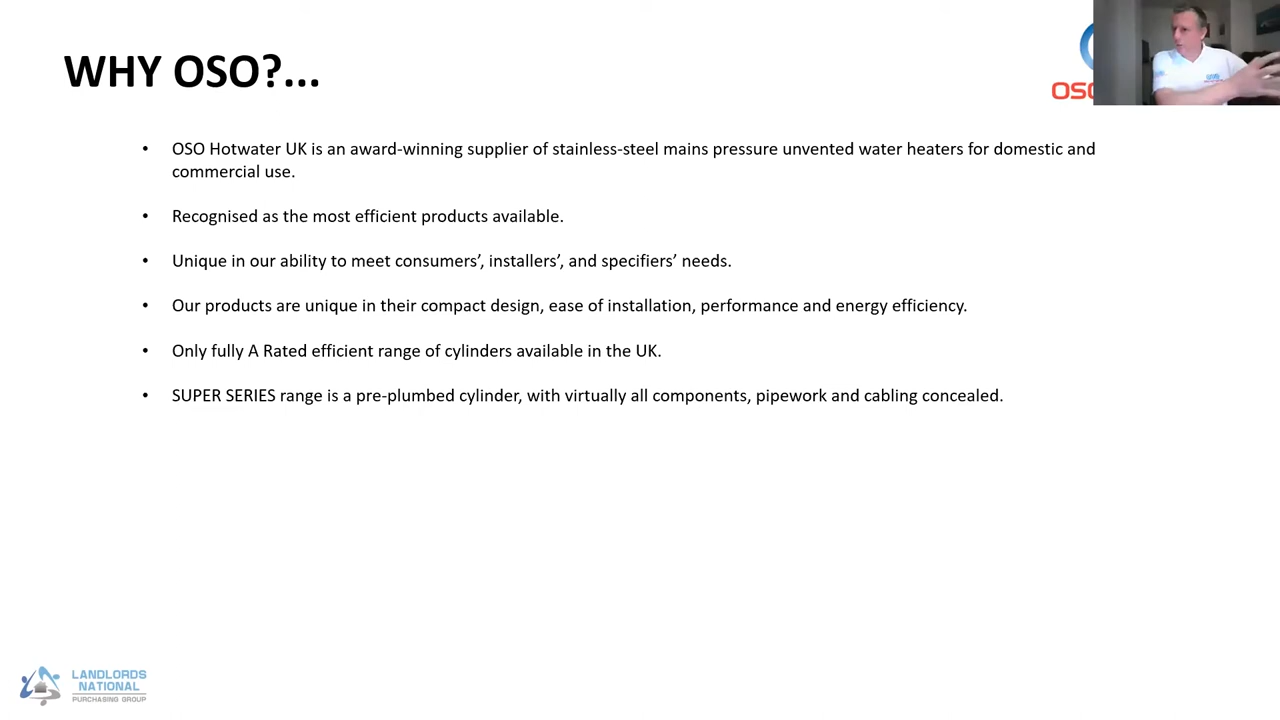 WHY OSO?...
OSO
• OSO Hotwater UK is an award-winning supplier of stainless-steel mains pressure unvented water heaters for domestic and
commercial use.
• Recognised as the most efficient products available.
• Unique in our ability to meet consumers’, installers’, and specifiers’ needs.
• Our products are unique in their compact design, ease of installation, performance and energy efficiency.
• Only fully A Rated efficient range of cylinders available in the UK.
• SUPER SERIES range is a pre-plumbed cylinder, with virtually all components, pipework and cabling concealed.
LANDLORDS
NATIONAL
PURCHASING GROUP